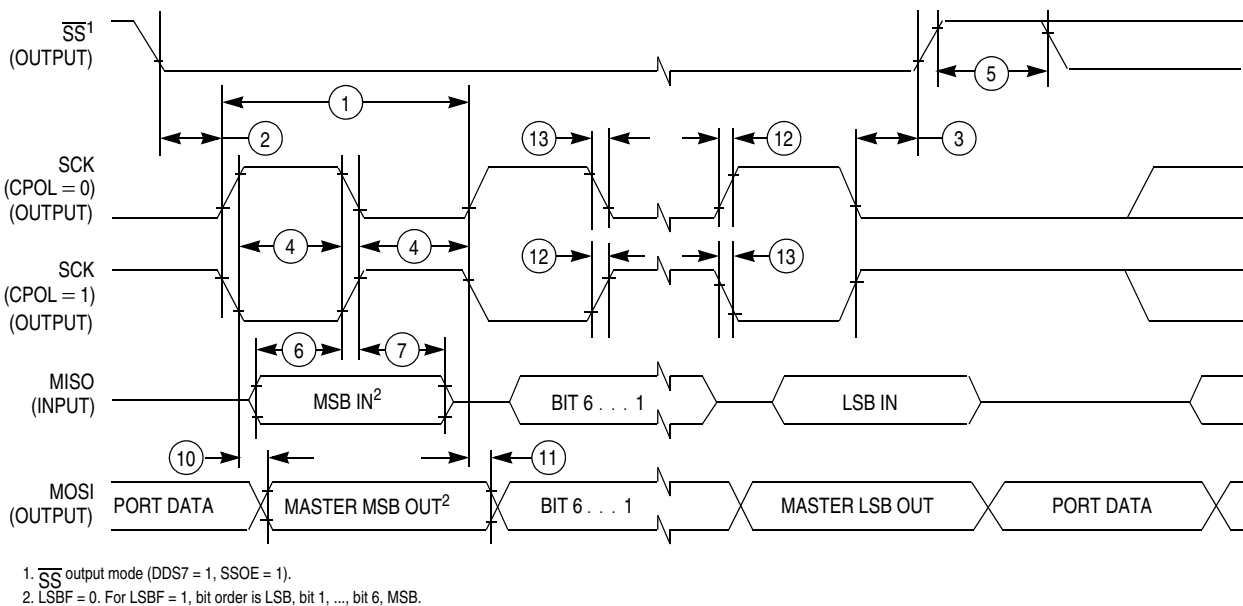 SS1
(OUTPUT)
1
5
2
13
12
3
SCK
(CPOL = 0)
(OUTPUT)
4
4
12
13
SCK
(CPOL = 1)
(OUTPUT)
6
7
MISO
(INPUT)
MSB IN2
BIT 6 . . . 1
LSB IN
10
11
MOSI
(OUTPUT)
PORT DATA
MASTER MSB OUT2
BIT 6 . . . 1
MASTER LSB OUT
PORT DATA
1. SS output mode (DDS7 = 1, SSOE = 1).
2. LSBF = 0. For LSBF = 1, bit order is LSB, bit 1, ..., bit 6, MSB.